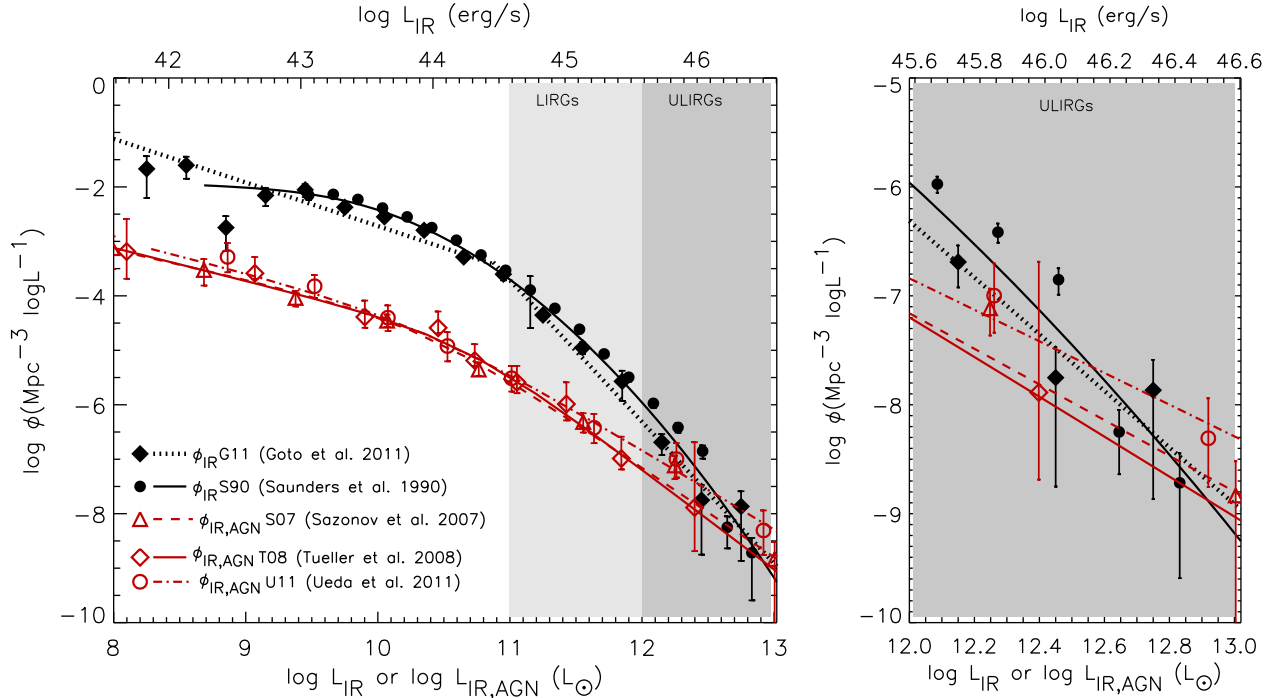 log L_IR (erg/s)
42 43 44 45 46
0
−2
−4
−6
−8
−10
log ϕ(Mpc⁻³ logL⁻¹)
LIRGs
ULIRGs
ϕ_IR G11 (Goto et al. 2011)
ϕ_IR S90 (Saunders et al. 1990)
ϕ_IR,AGN S07 (Sazonov et al. 2007)
ϕ_IR,AGN T08 (Tueller et al. 2008)
ϕ_IR,AGN U11 (Ueda et al. 2011)
8 9 10 11 12 13
log L_IR or log L_IR,AGN (L_⊙)
log L_IR (erg/s)
45.6 45.8 46.0 46.2 46.4 46.6
−5
−6
−7
−8
−9
−10
log ϕ(Mpc⁻³ logL⁻¹)
ULIRGs
12.0 12.2 12.4 12.6 12.8 13.0
log L_IR or log L_IR,AGN (L_⊙)